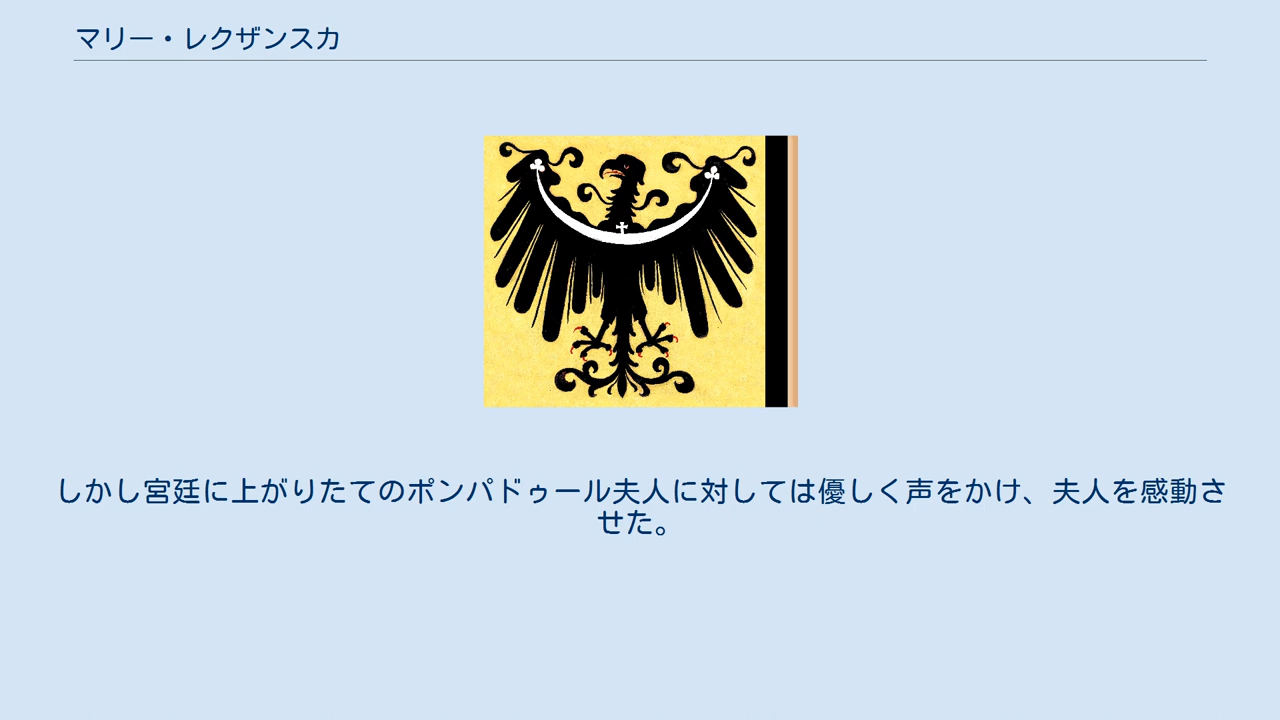 マリー・レクザンスカ
しかし宮廷に上がりたてのポンパドゥール夫人に対しては優しく声をかけ、夫人を感動さ
せた。